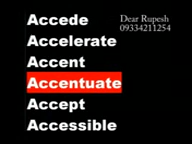 Accede
Dear Rupesh
09334211254
Accelerate
Accent
Accentuate
Accept
Accessible